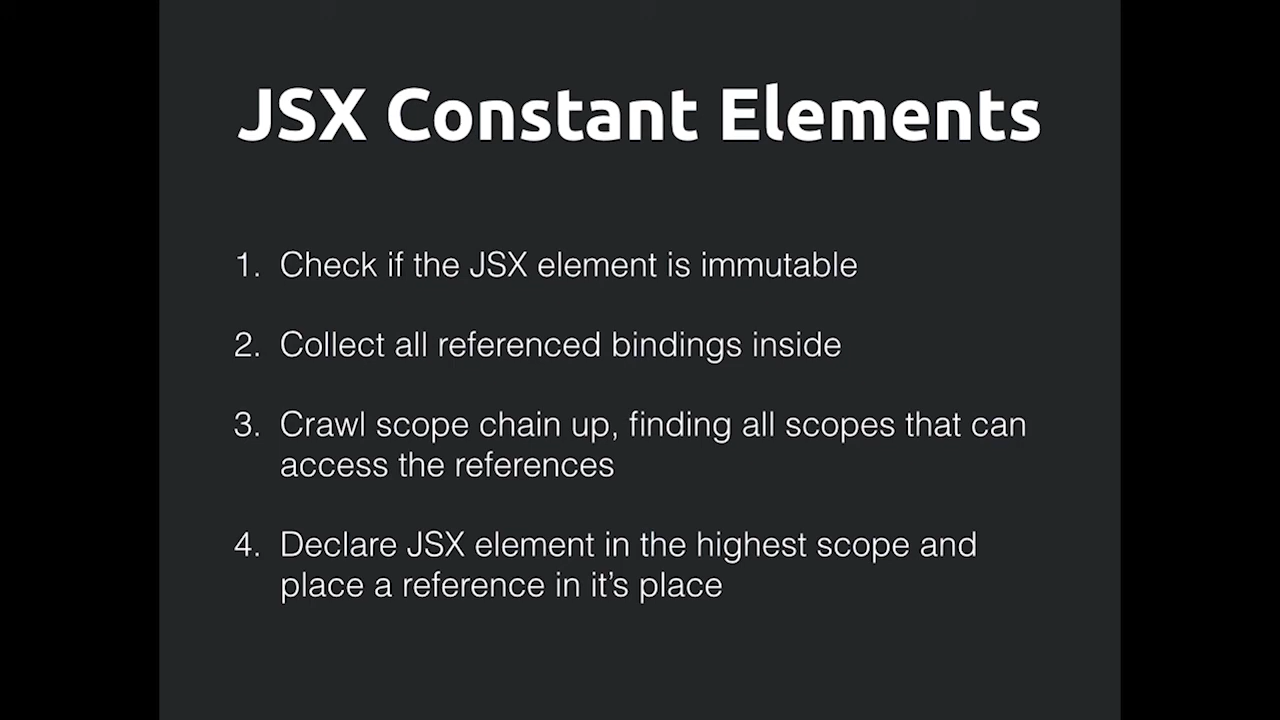 JSX Constant Elements
1. Check if the JSX element is immutable
2. Collect all referenced bindings inside
3. Crawl scope chain up, finding all scopes that can
access the references
4. Declare JSX element in the highest scope and
place a reference in it’s place